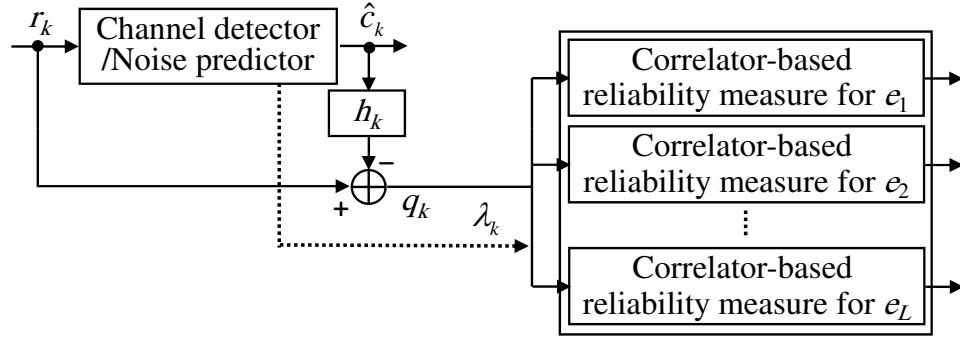 r_k
Channel detector
/Noise predictor
ĉ_k
h_k
−
+
q_k
λ_k
Correlator-based
reliability measure for e_1
Correlator-based
reliability measure for e_2
Correlator-based
reliability measure for e_L